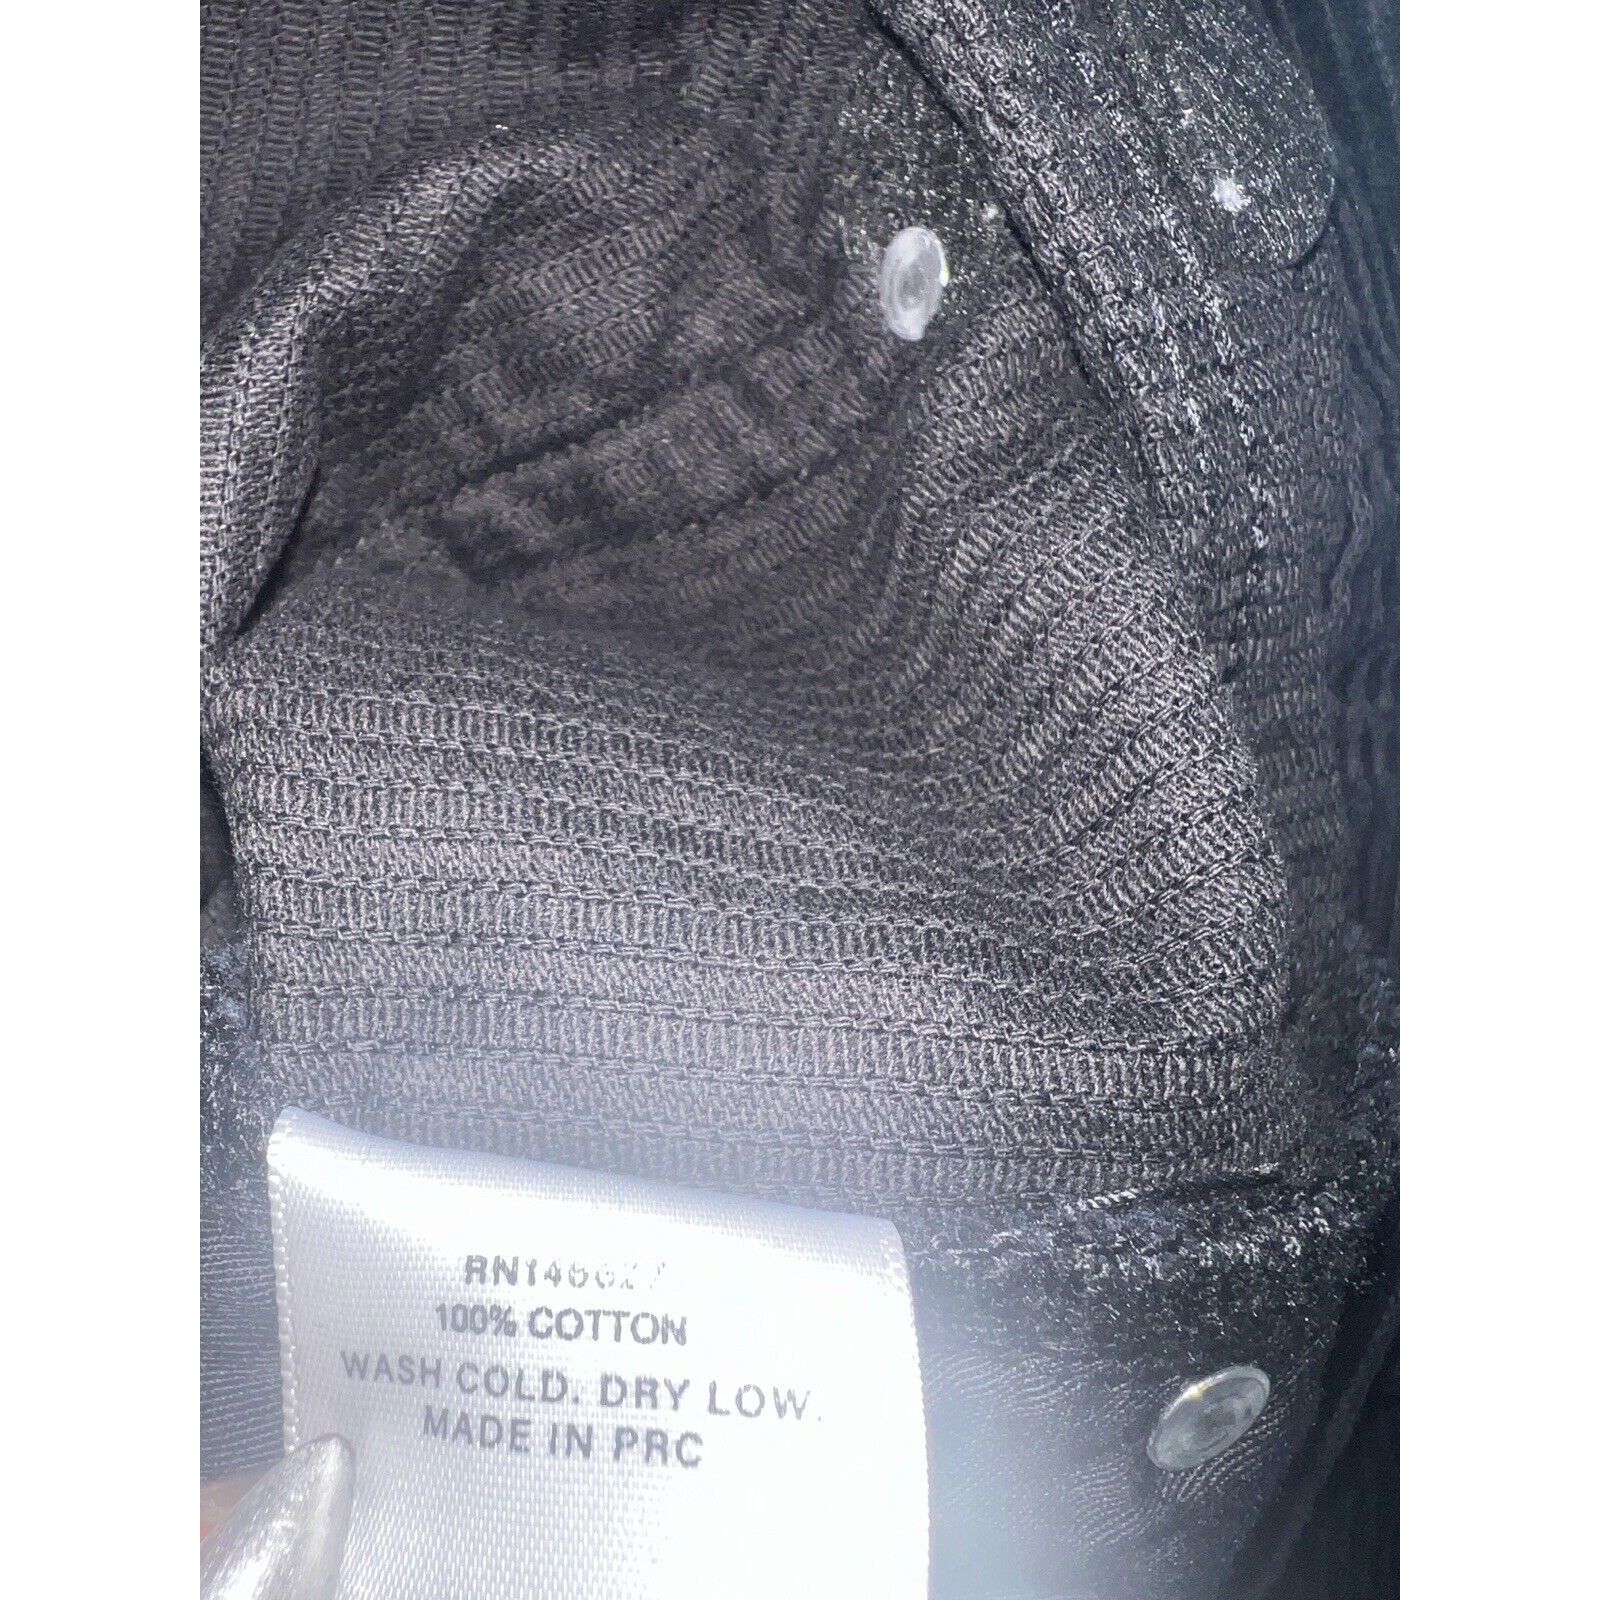 100% COTTON
WASH COLD. DRY LOW.
MADE IN PRC